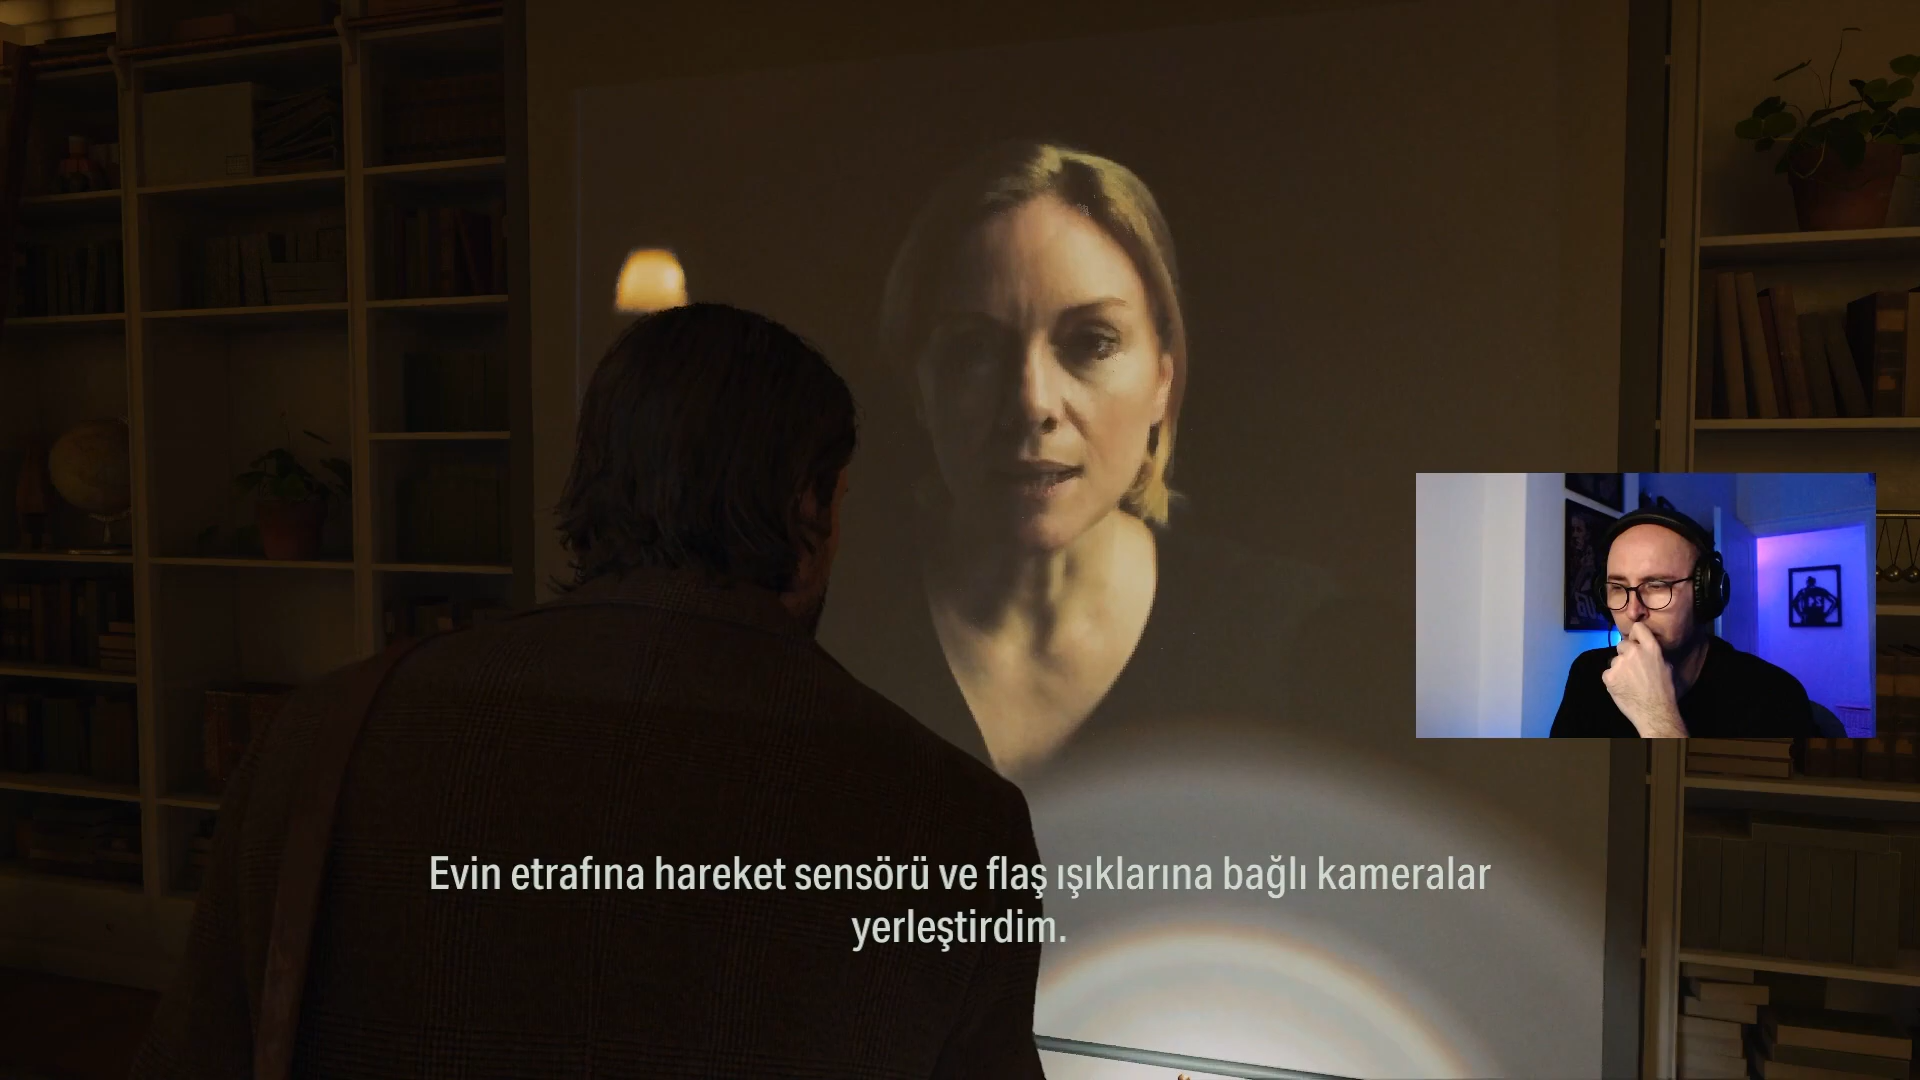 Evin etrafına hareket sensörü ve flaş ışıklarına bağlı kameralar
yerleştirdim.